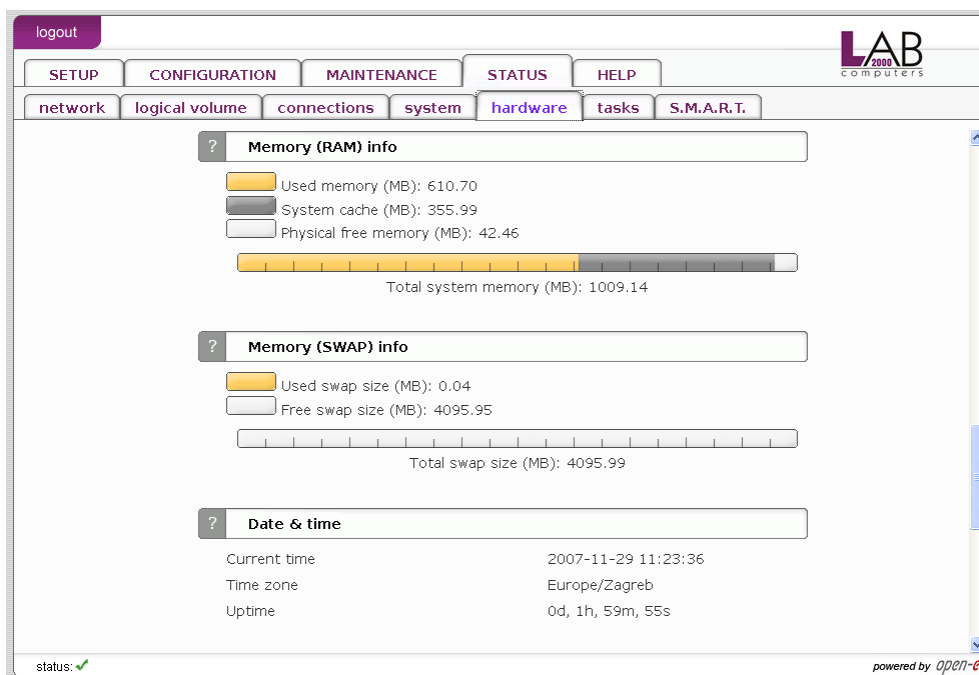 logout
LAB
2000
computers
SETUP CONFIGURATION MAINTENANCE STATUS HELP
network logical volume connections system hardware tasks S.M.A.R.T.
? Memory (RAM) info
Used memory (MB): 610.70
System cache (MB): 355.99
Physical free memory (MB): 42.46
Total system memory (MB): 1009.14
? Memory (SWAP) info
Used swap size (MB): 0.04
Free swap size (MB): 4095.95
Total swap size (MB): 4095.99
? Date & time
Current time 2007-11-29 11:23:36
Time zone Europe/Zagreb
Uptime 0d, 1h, 59m, 55s
status: powered by open-e